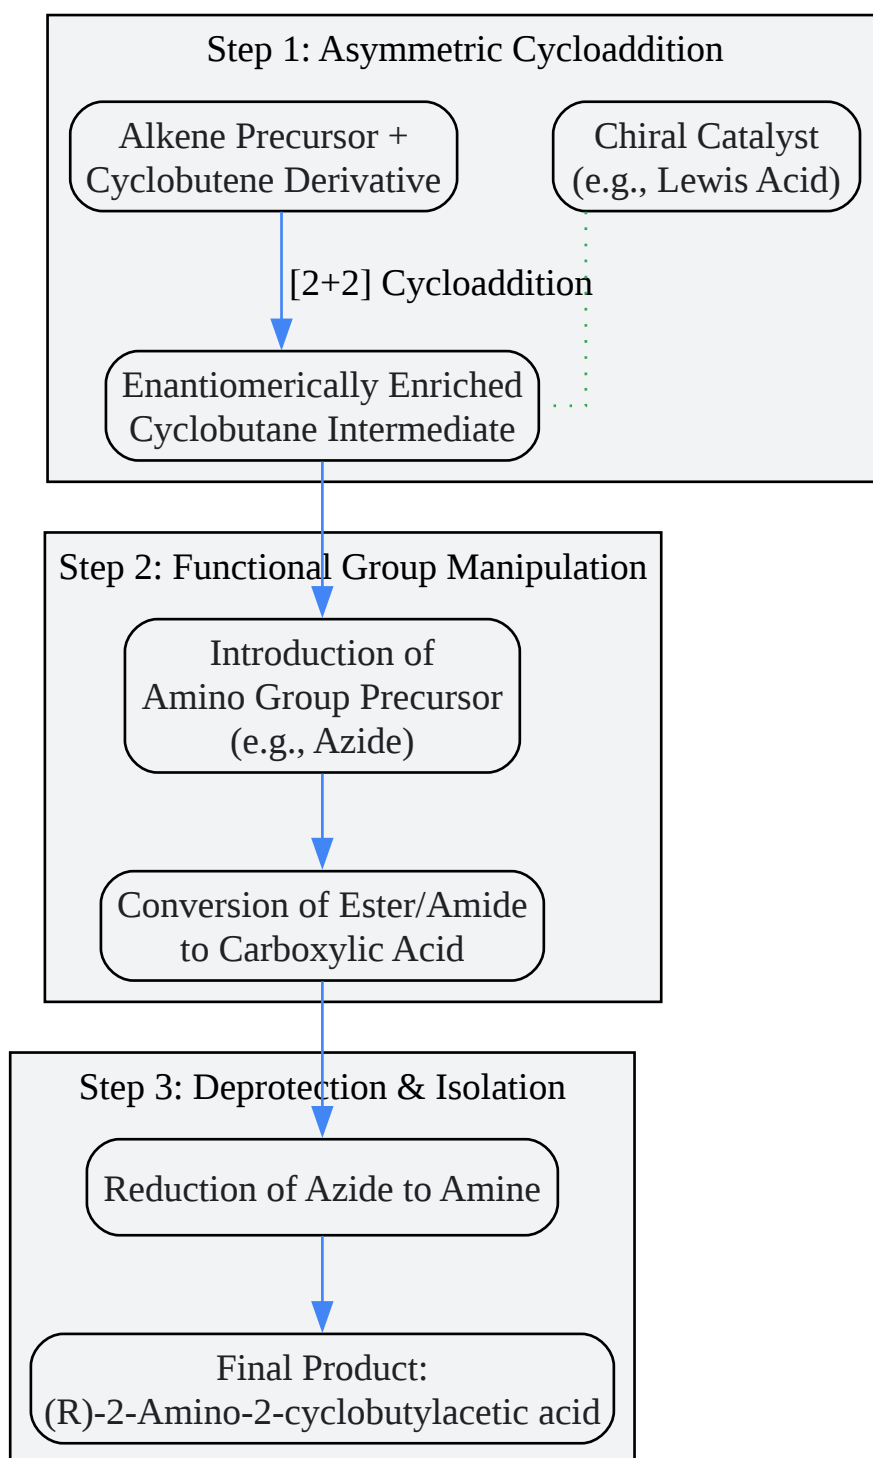 Step 1: Asymmetric Cycloaddition
Alkene Precursor +
Cyclobutene Derivative
Chiral Catalyst
(e.g., Lewis Acid)
[2+2] Cycloaddition
Enantiomerically Enriched
Cyclobutane Intermediate
Step 2: Functional Group Manipulation
Introduction of
Amino Group Precursor
(e.g., Azide)
Conversion of Ester/Amide
to Carboxylic Acid
Step 3: Deprotection & Isolation
Reduction of Azide to Amine
Final Product:
(R)-2-Amino-2-cyclobutylacetic acid